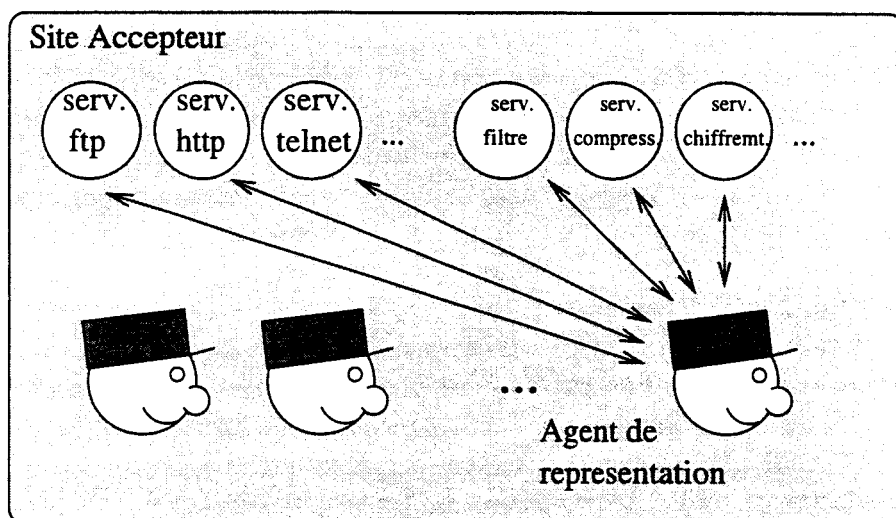 Site Accepteur
serv.
ftp
serv.
http
serv.
telnet
...
serv.
filtre
serv.
compress.
serv.
chiffremt.
...
...
Agent de
representation